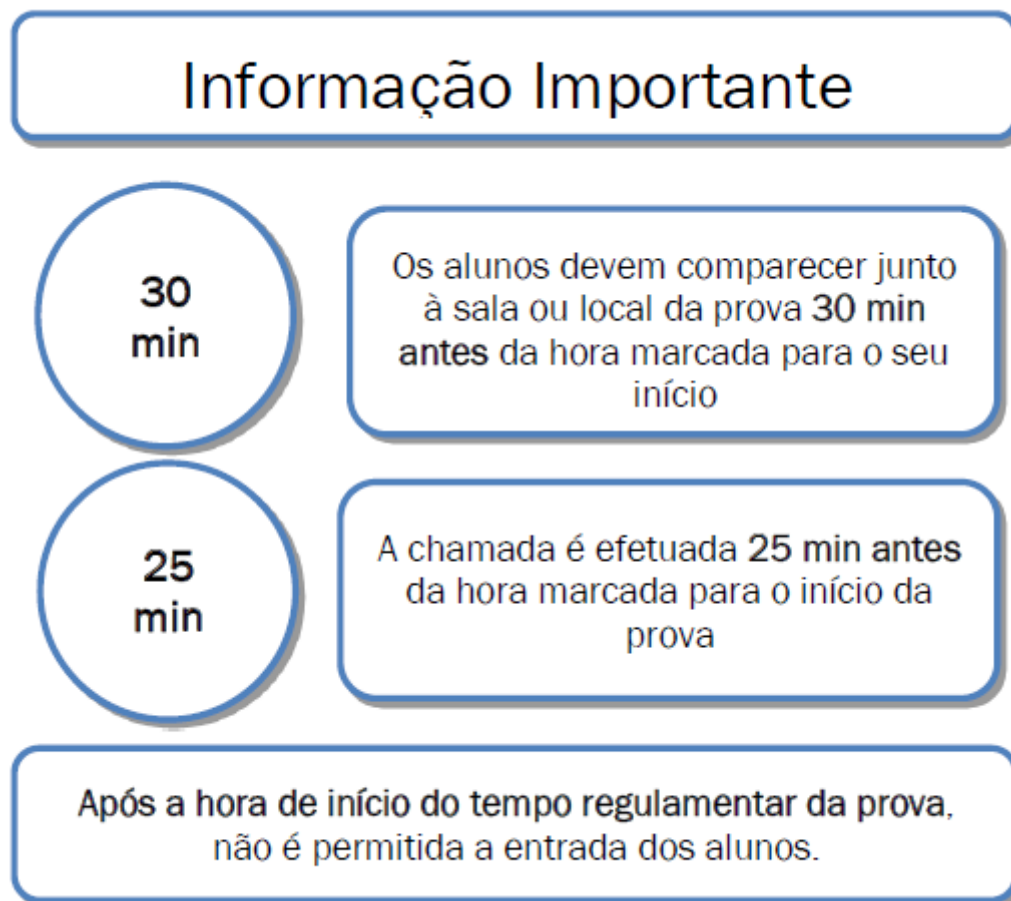 Informação Importante
30
min
Os alunos devem comparecer junto
à sala ou local da prova 30 min
antes da hora marcada para o seu
início
25
min
A chamada é efetuada 25 min antes
da hora marcada para o início da
prova
Após a hora de início do tempo regulamentar da prova,
não é permitida a entrada dos alunos.